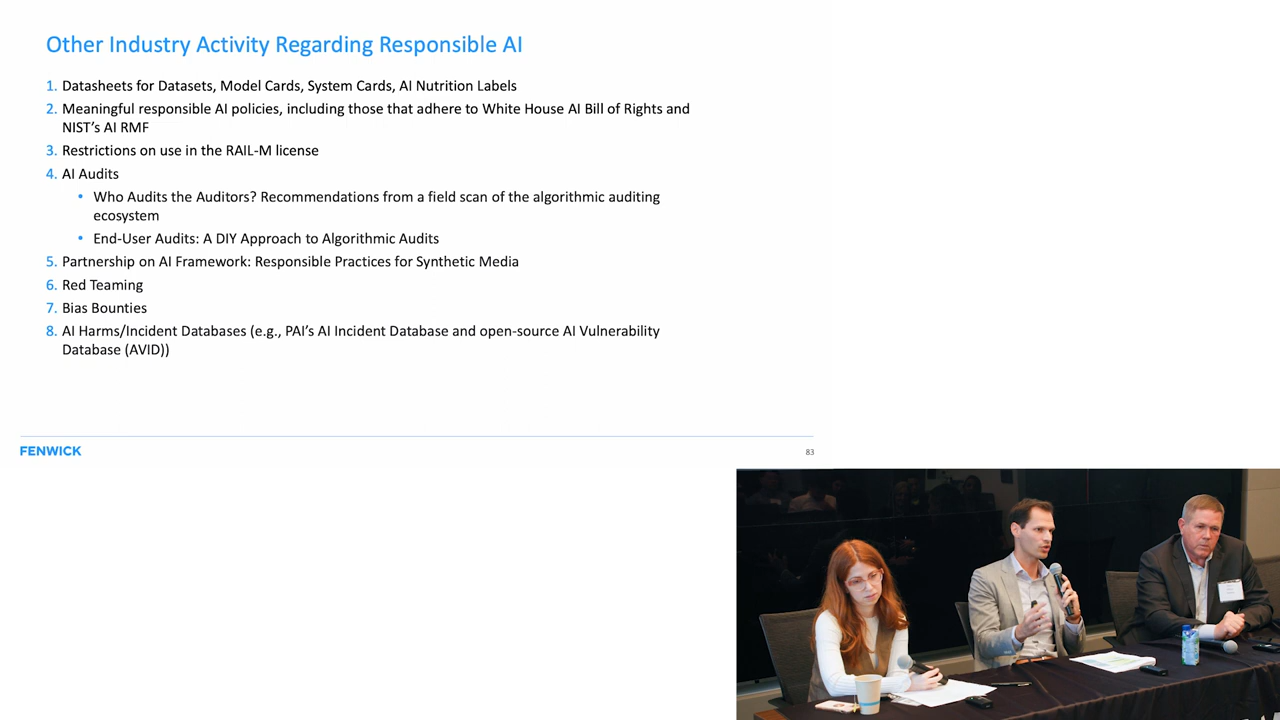 Other Industry Activity Regarding Responsible AI
1. Datasheets for Datasets, Model Cards, System Cards, AI Nutrition Labels
2. Meaningful responsible AI policies, including those that adhere to White House AI Bill of Rights and
NIST's AI RMF
3. Restrictions on use in the RAIL-M license
4. AI Audits
• Who Audits the Auditors? Recommendations from a field scan of the algorithmic auditing
ecosystem
• End-User Audits: A DIY Approach to Algorithmic Audits
5. Partnership on AI Framework: Responsible Practices for Synthetic Media
6. Red Teaming
7. Bias Bounties
8. AI Harms/Incident Databases (e.g., PAI's AI Incident Database and open-source AI Vulnerability
Database (AVID))
FENWICK
83